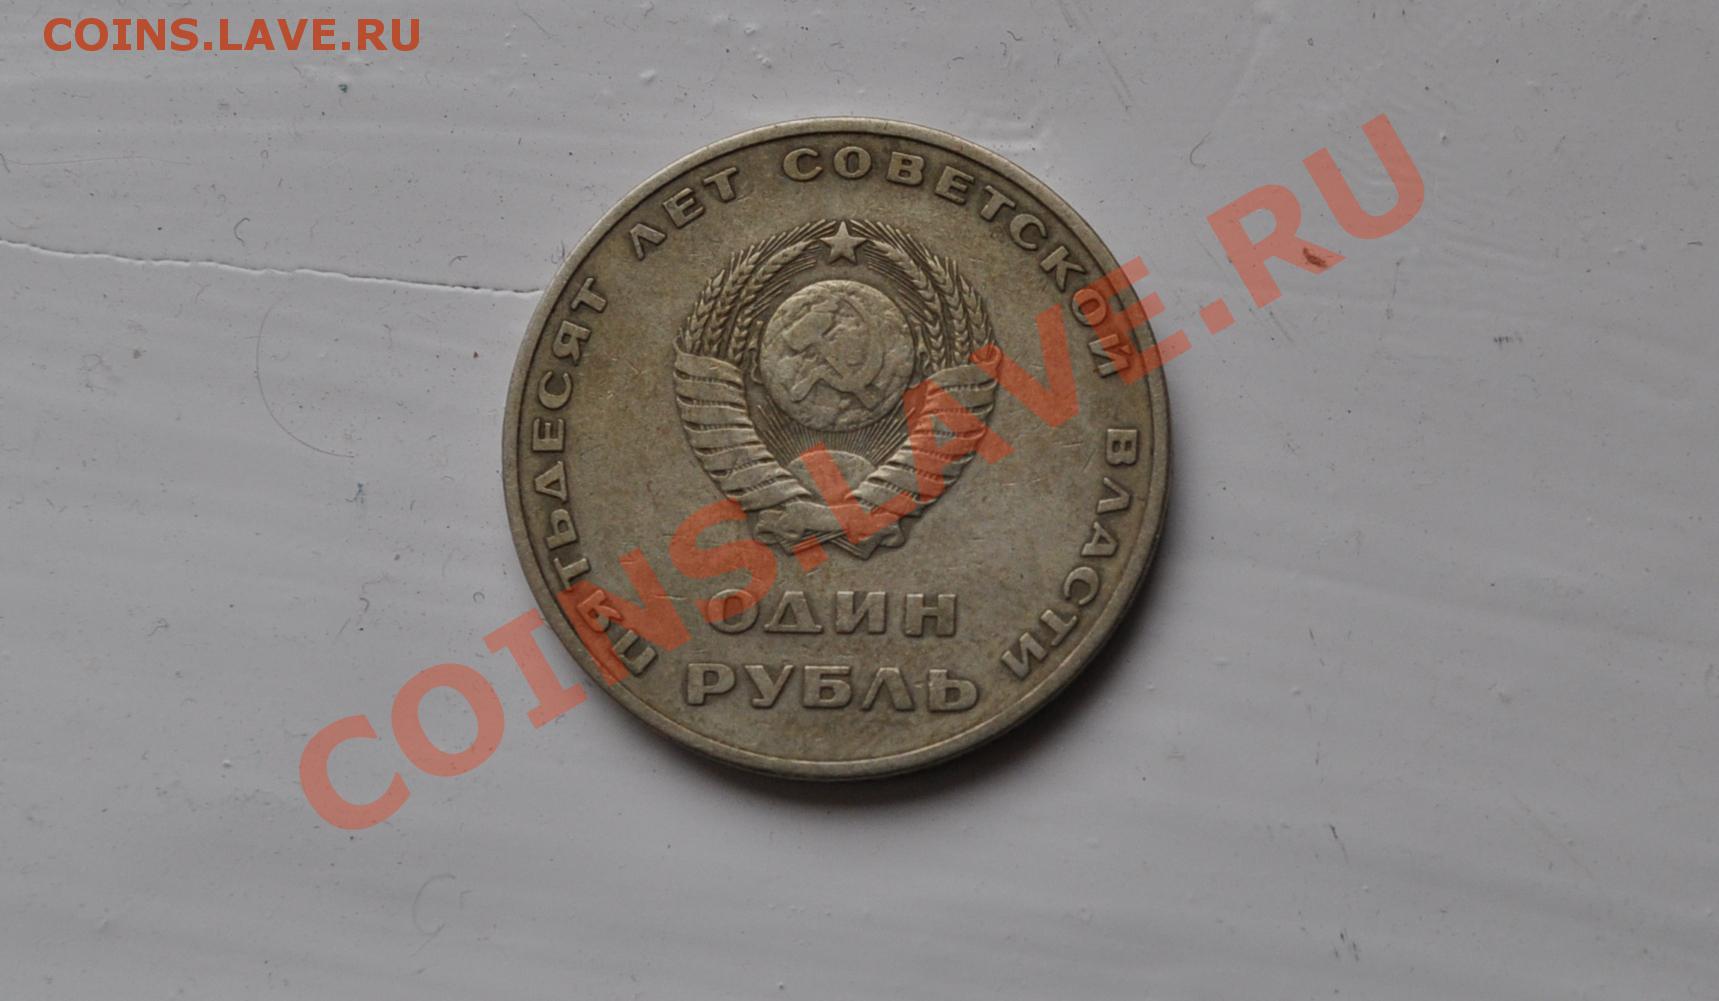 COINS.LAVE.RU
ПЯТЬДЕСЯТ ЛЕТ СОВЕТСКОЙ ВЛАСТИ
ОДИН
РУБЛЬ
COINS.LAVE.RU